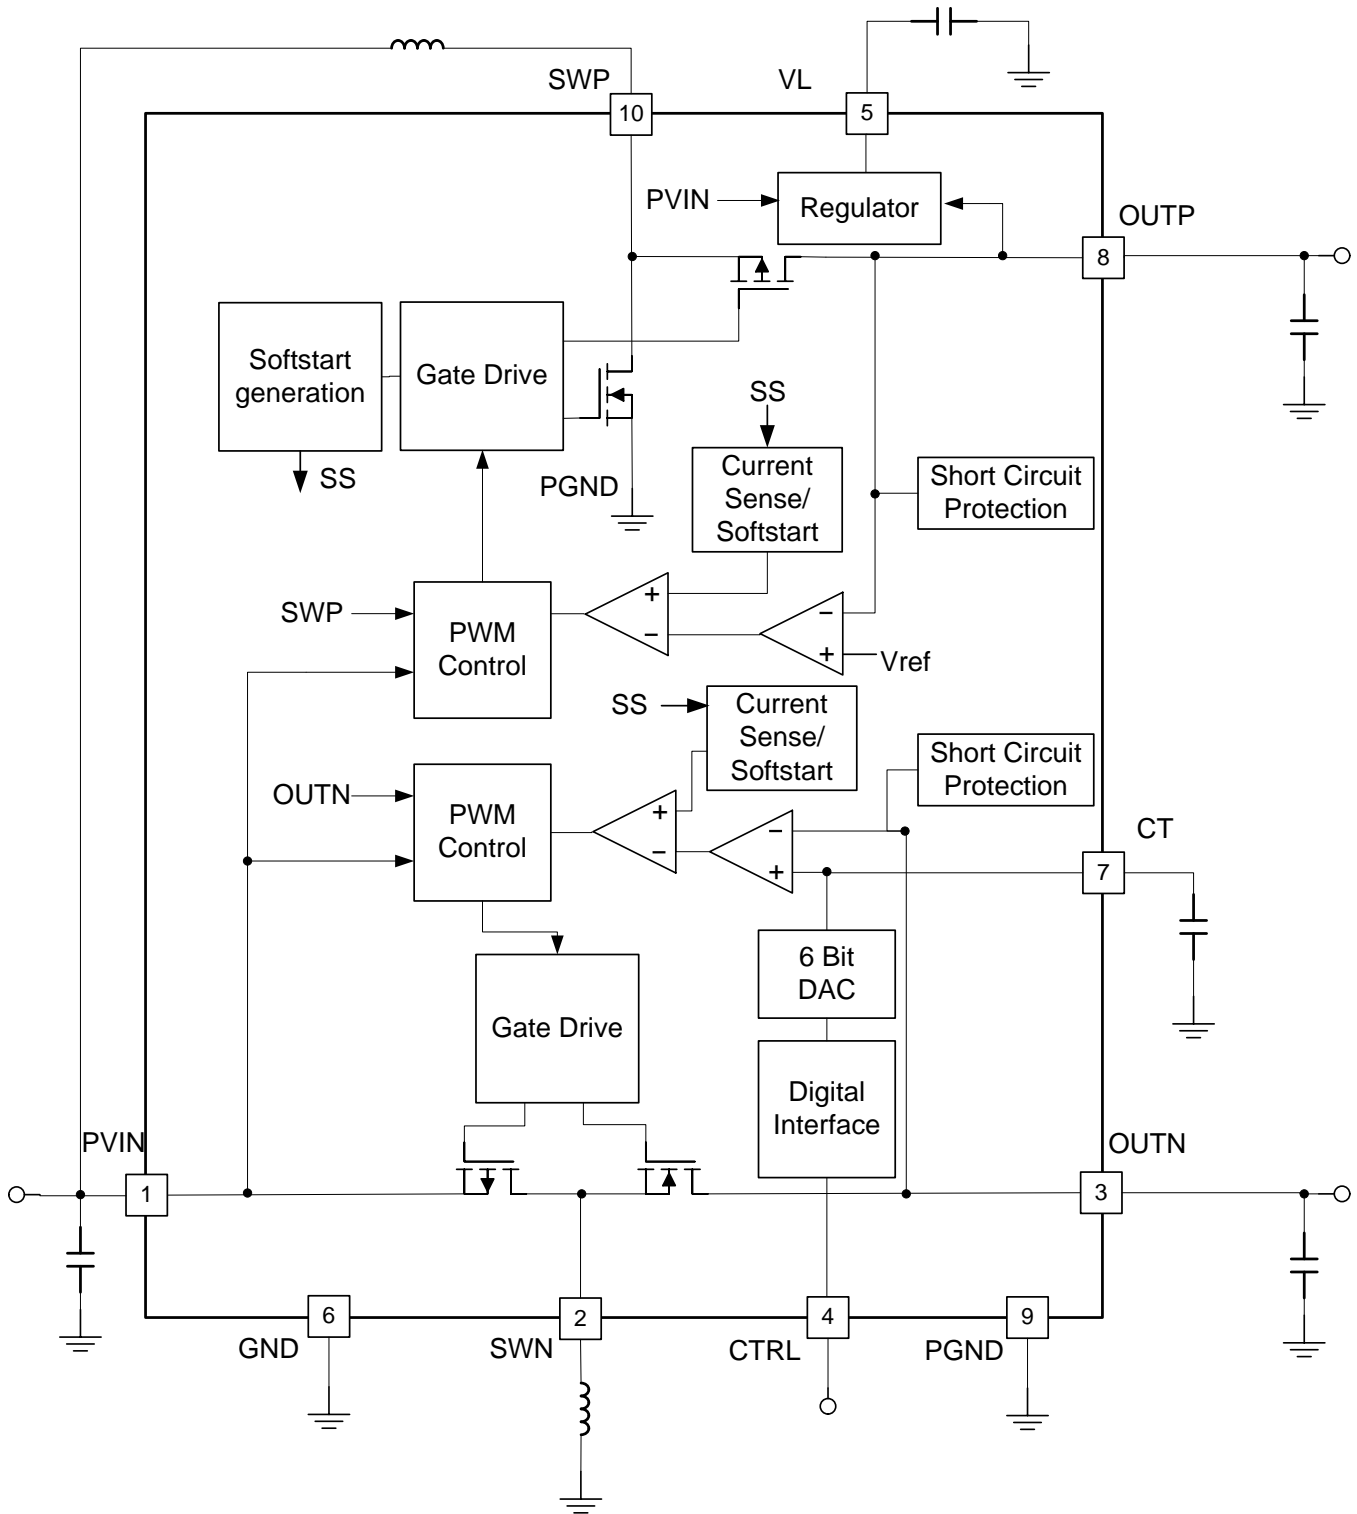 SWP
VL
10
5
PVIN
Regulator
OUTP
8
Softstart
generation
Gate Drive
SS
SS
PGND
Current
Sense/
Softstart
Short Circuit
Protection
SWP
PWM
Control
+
−
−
+
Vref
SS
Current
Sense/
Softstart
Short Circuit
Protection
OUTN
PWM
Control
+
−
−
+
CT
7
6 Bit
DAC
Gate Drive
Digital
Interface
PVIN
1
OUTN
3
6
2
4
9
GND
SWN
CTRL
PGND